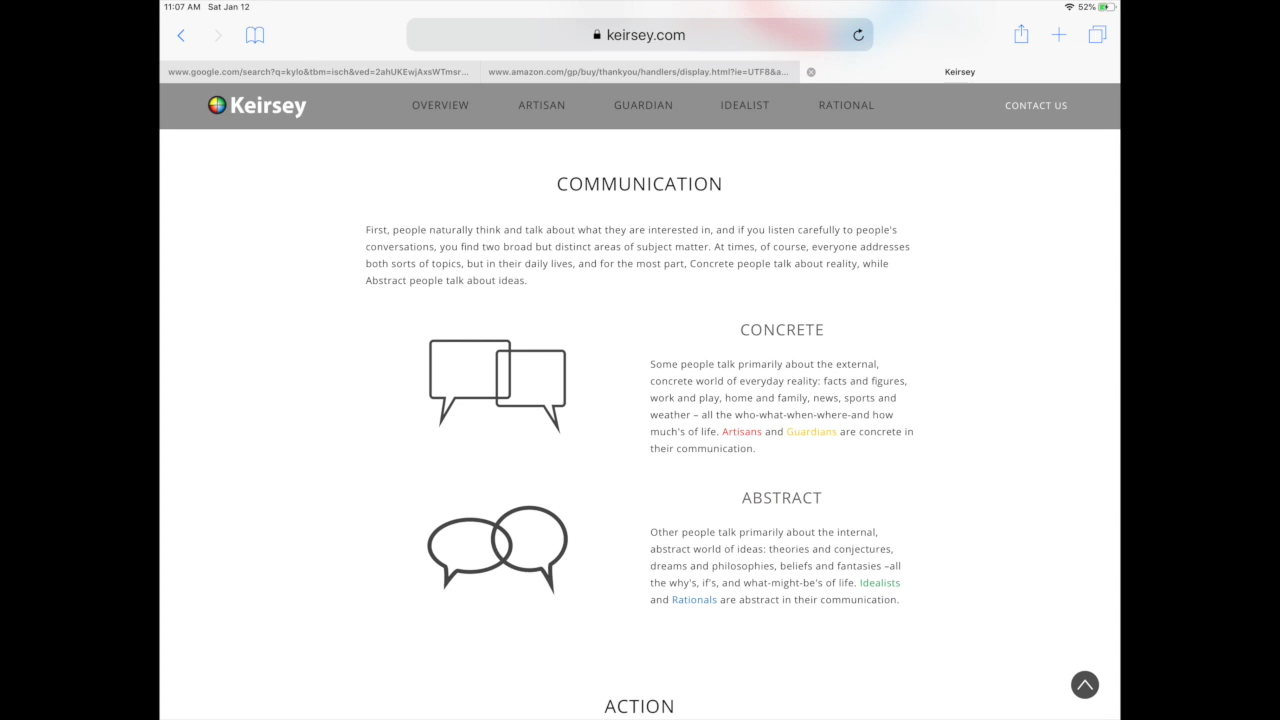 11:07 AM Sat Jan 12
52%
keirsey.com
www.google.com/search?q=kylo&tbm=isch&ved=2ahUKEwjAxsWTmsr...
www.amazon.com/gp/buy/thankyou/handlers/display.html?ie=UTF8&a...
Keirsey
Keirsey
OVERVIEW
ARTISAN
GUARDIAN
IDEALIST
RATIONAL
CONTACT US
COMMUNICATION
First, people naturally think and talk about what they are interested in, and if you listen carefully to people's
conversations, you find two broad but distinct areas of subject matter. At times, of course, everyone addresses
both sorts of topics, but in their daily lives, and for the most part, Concrete people talk about reality, while
Abstract people talk about ideas.
CONCRETE
Some people talk primarily about the external,
concrete world of everyday reality: facts and figures,
work and play, home and family, news, sports and
weather – all the who-what-when-where-and how
much's of life. Artisans and Guardians are concrete in
their communication.
ABSTRACT
Other people talk primarily about the internal,
abstract world of ideas: theories and conjectures,
dreams and philosophies, beliefs and fantasies –all
the why's, if's, and what-might-be's of life. Idealists
and Rationals are abstract in their communication.
ACTION